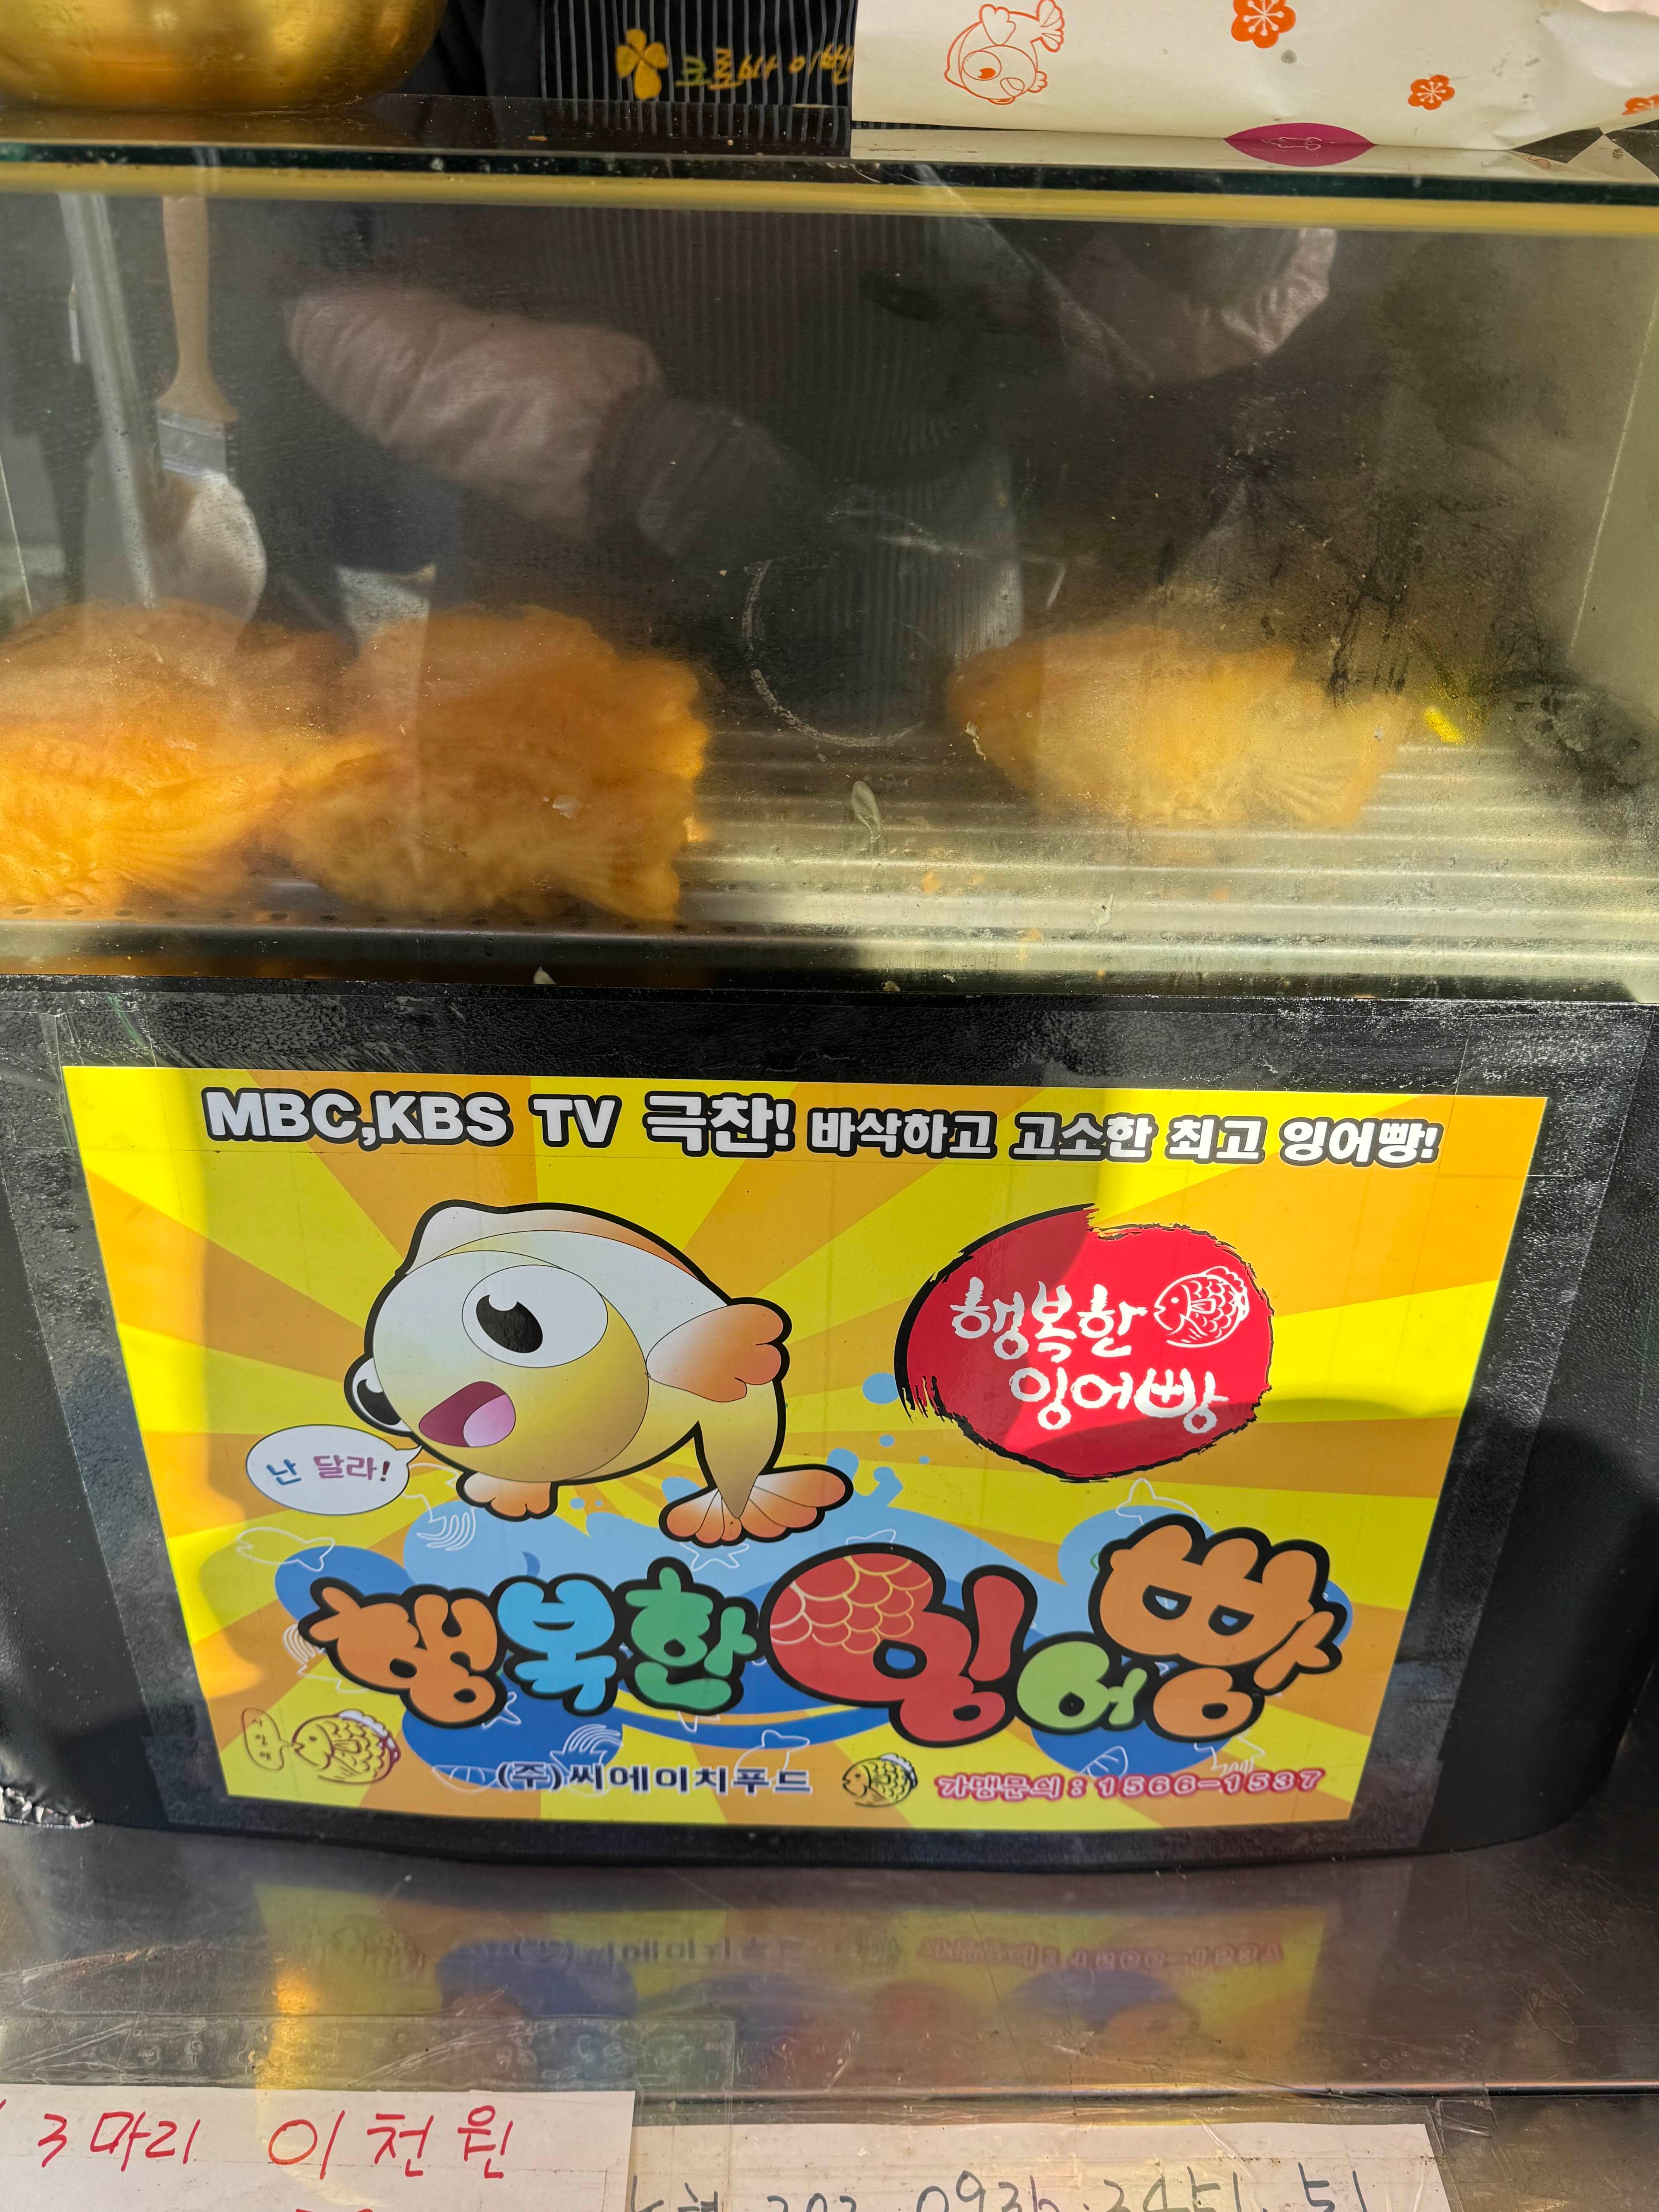 MBC,KBS TV 극찬! 바삭하고 고소한 최고 잉어빵!
행복한
잉어빵
난 달라!
행복한 잉어빵
(주)씨에이치푸드
가맹문의 : 1566-1537
3마리 이천원